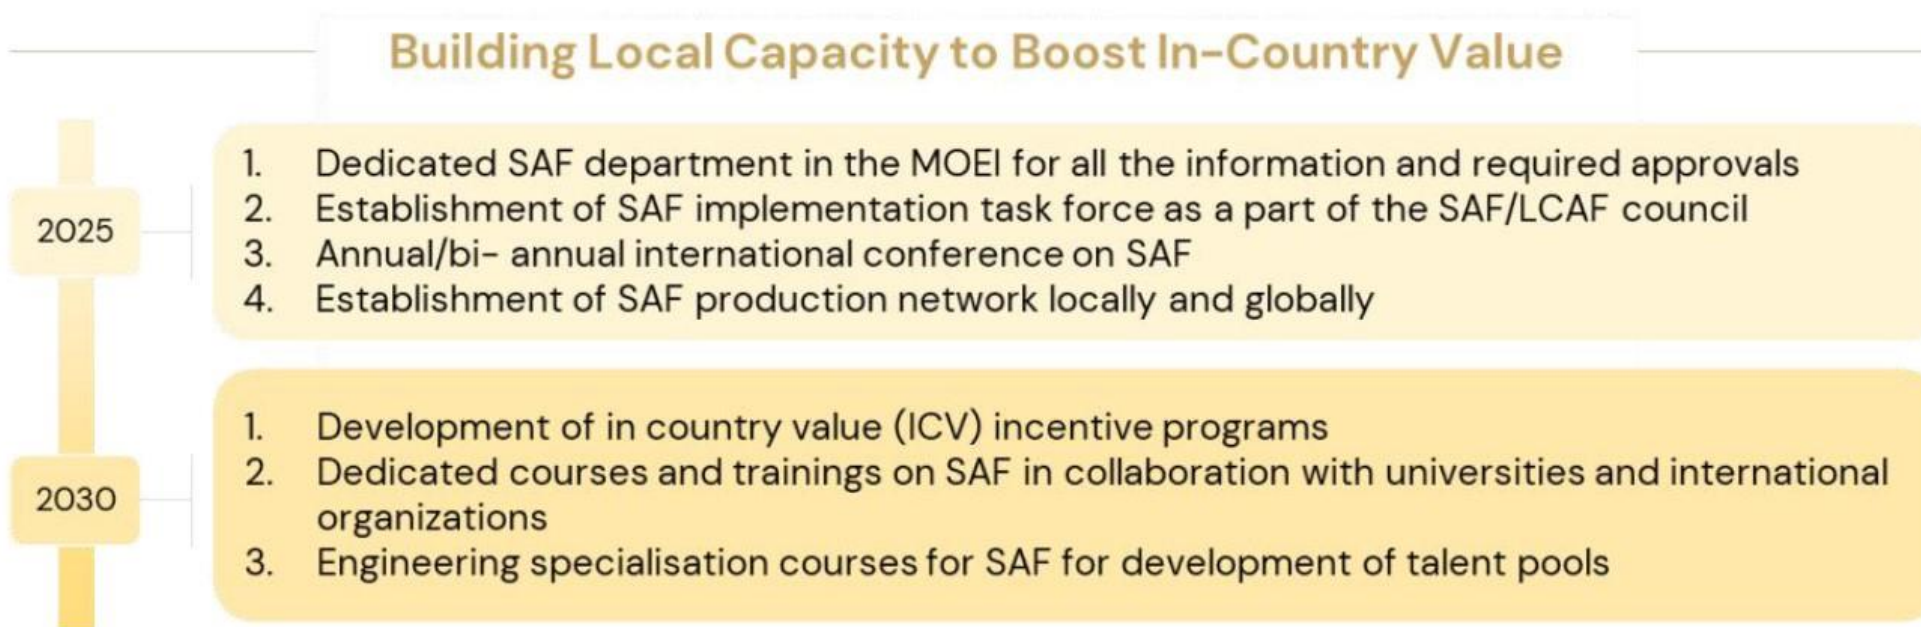 Building Local Capacity to Boost In-Country Value
2025
1. Dedicated SAF department in the MOEI for all the information and required approvals
2. Establishment of SAF implementation task force as a part of the SAF/LCAF council
3. Annual/bi- annual international conference on SAF
4. Establishment of SAF production network locally and globally
2030
1. Development of in country value (ICV) incentive programs
2. Dedicated courses and trainings on SAF in collaboration with universities and international
organizations
3. Engineering specialisation courses for SAF for development of talent pools